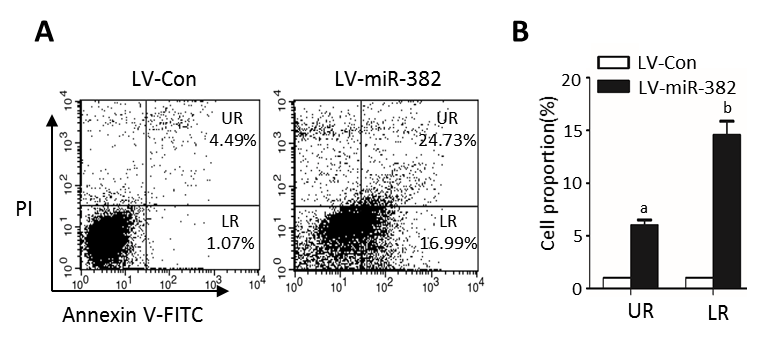 A
LV-Con
LV-miR-382
PI
10^4
10^3
10^2
10^1
10^0
UR
4.49%
LR
1.07%
10^0 10^1 10^2 10^3 10^4
10^4
10^3
10^2
10^1
10^0
UR
24.73%
LR
16.99%
10^0 10^1 10^2 10^3 10^4
Annexin V-FITC
B
LV-Con
LV-miR-382
Cell proportion(%)
20
15
10
5
0
a
b
UR
LR